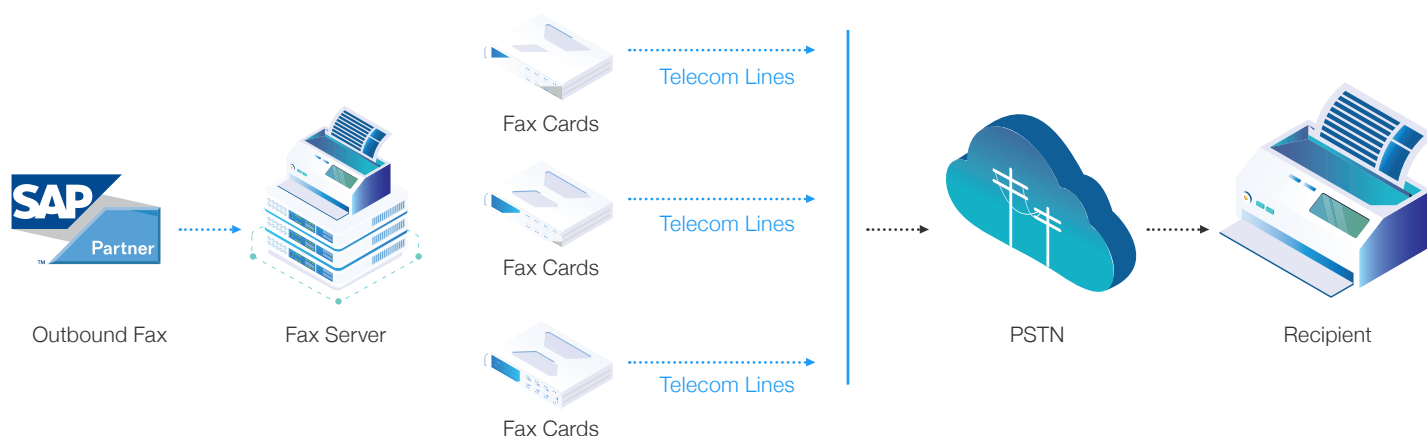 SAP
Partner
TM
Outbound Fax
Fax Server
Fax Cards
Telecom Lines
Fax Cards
Telecom Lines
Fax Cards
Telecom Lines
PSTN
Recipient